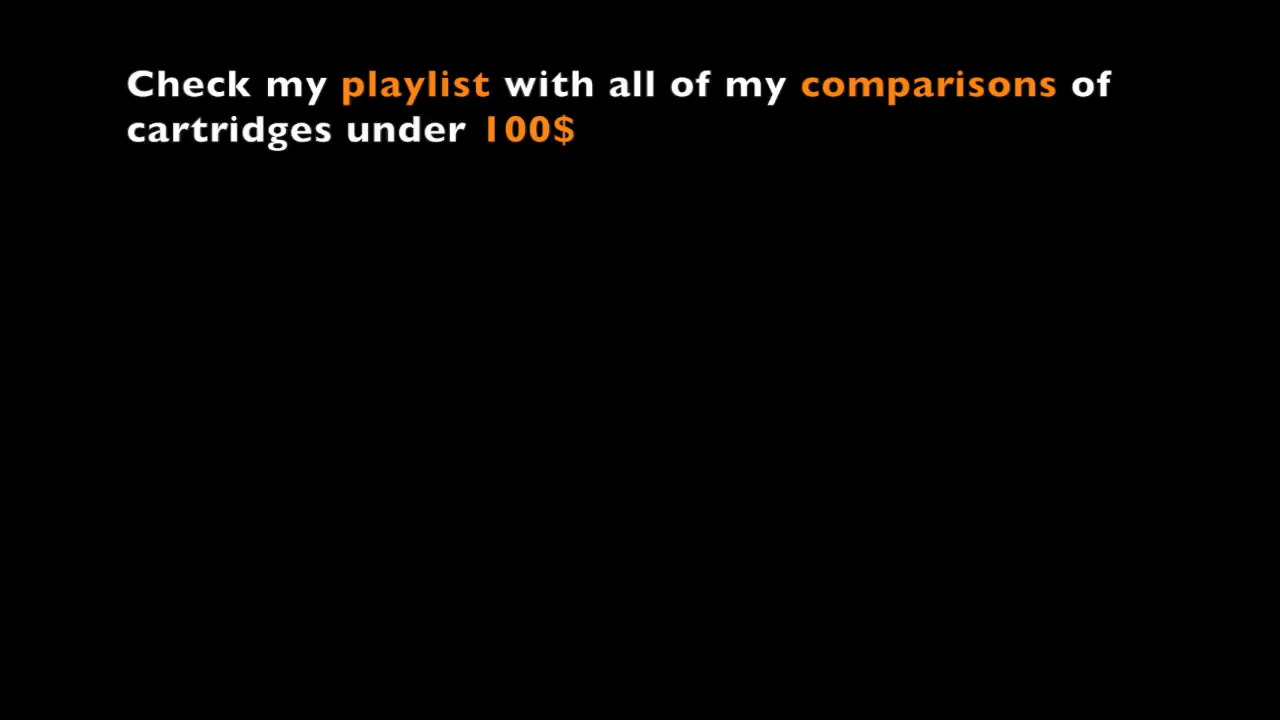 Check my playlist with all of my comparisons of
cartridges under 100$